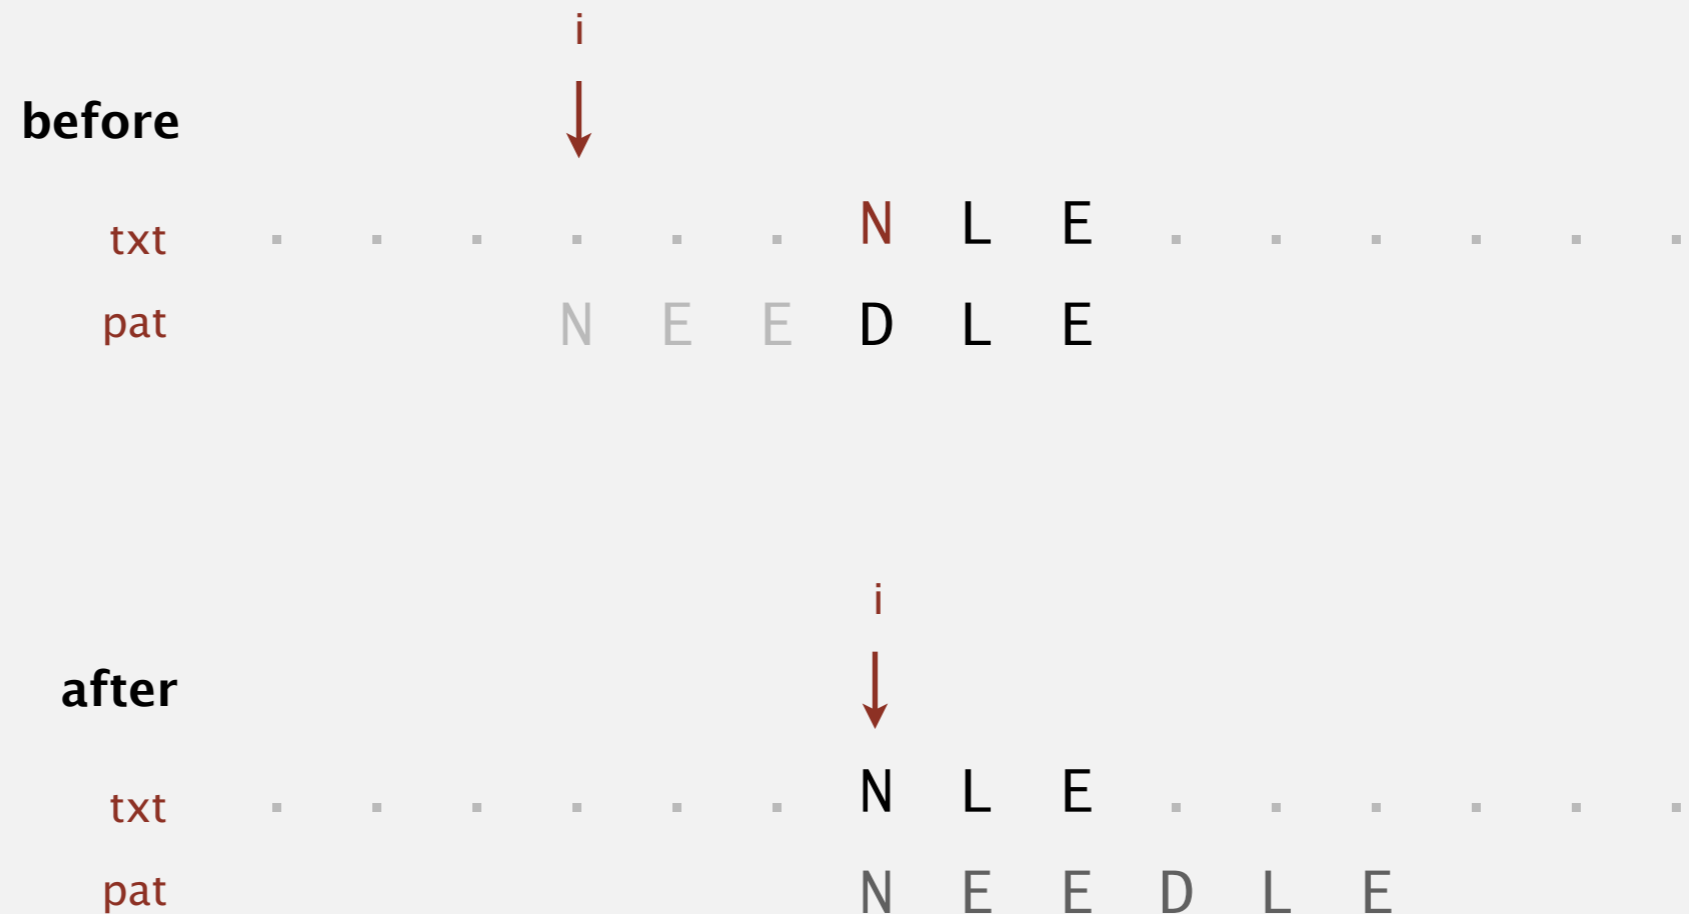 i
before
txt . . . . . . N L E . . . . . .
pat N E E D L E
i
after
txt . . . . . . N L E . . . . . .
pat N E E D L E